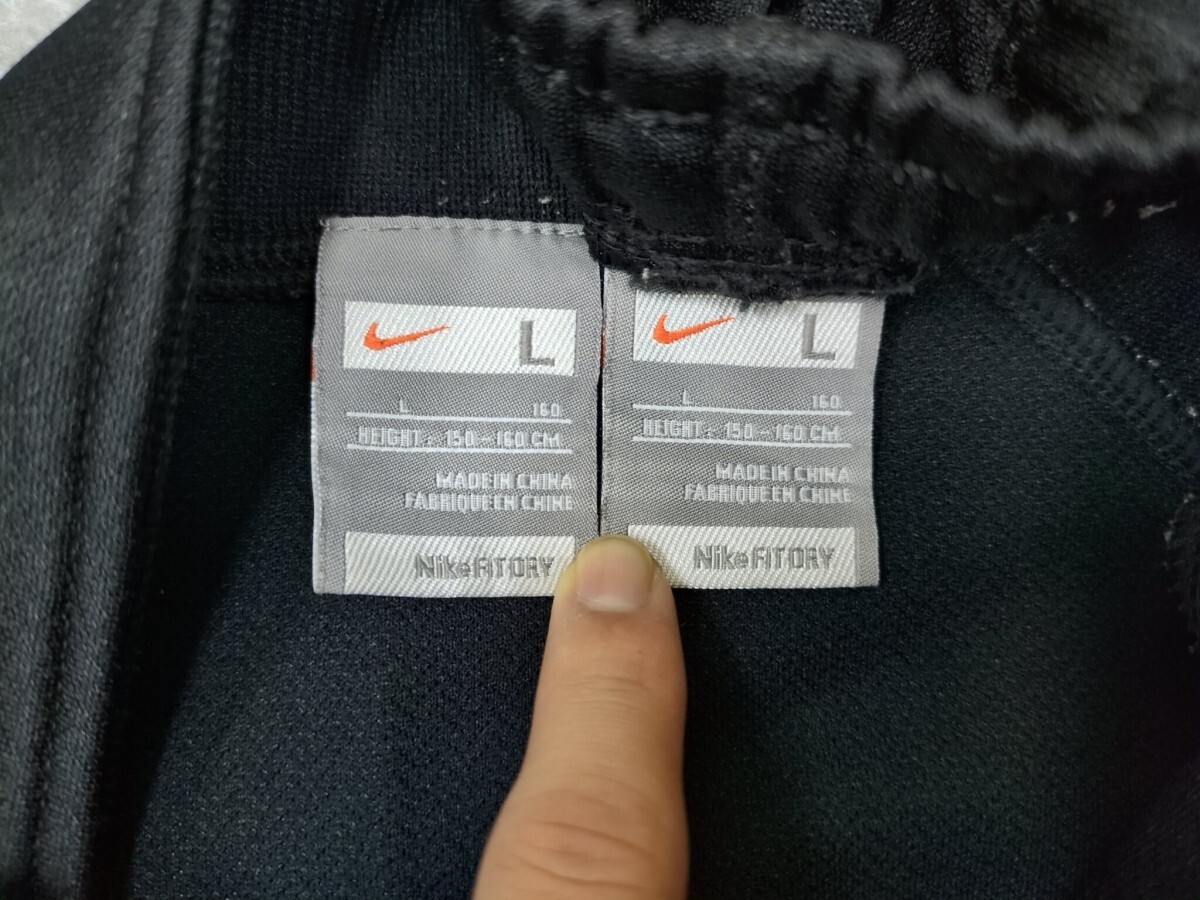 L
L 160
HEIGHT: 150-160 CM
MADE IN CHINA
FABRIQUE EN CHINE
Nike FIT DRY
L
L 160
HEIGHT: 150-160 CM
MADE IN CHINA
FABRIQUE EN CHINE
Nike FIT DRY